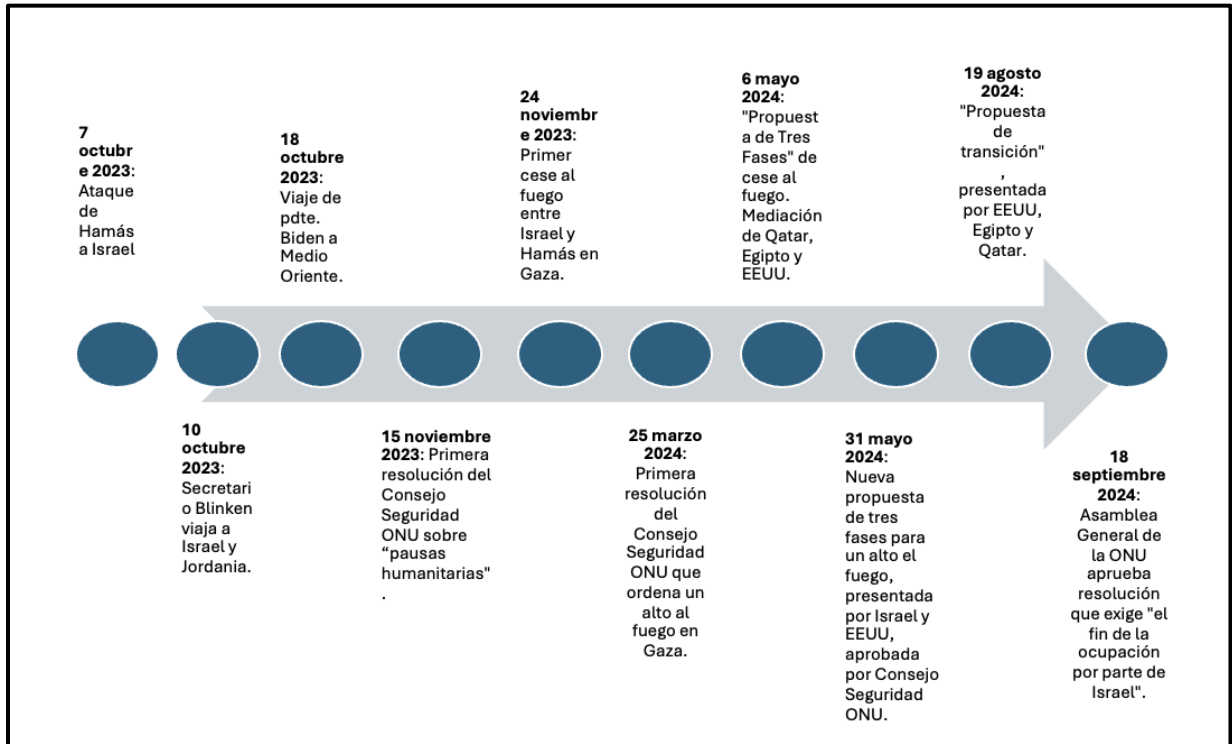 7
octubr
e 2023:
Ataque
de
Hamás
a Israel
10
octubre
2023:
Secretari
o Blinken
viaja a
Israel y
Jordania.
18
octubre
2023:
Viaje de
pdte.
Biden a
Medio
Oriente.
15 noviembre
2023: Primera
resolución del
Consejo
Seguridad
ONU sobre
“pausas
humanitarias"
.
24
noviembr
e 2023:
Primer
cese al
fuego
entre
Israel y
Hamás en
Gaza.
25 marzo
2024:
Primera
resolución
del
Consejo
Seguridad
ONU que
ordena un
alto al
fuego en
Gaza.
6 mayo
2024:
"Propuest
a de Tres
Fases" de
cese al
fuego.
Mediación
de Qatar,
Egipto y
EEUU.
31 mayo
2024:
Nueva
propuesta
de tres
fases para
un alto el
fuego,
presentada
por Israel y
EEUU,
aprobada
por Consejo
Seguridad
ONU.
19 agosto
2024:
"Propuesta
de
transición"
,
presentada
por EEUU,
Egipto y
Qatar.
18
septiembre
2024:
Asamblea
General de
la ONU
aprueba
resolución
que exige "el
fin de la
ocupación
por parte de
Israel".